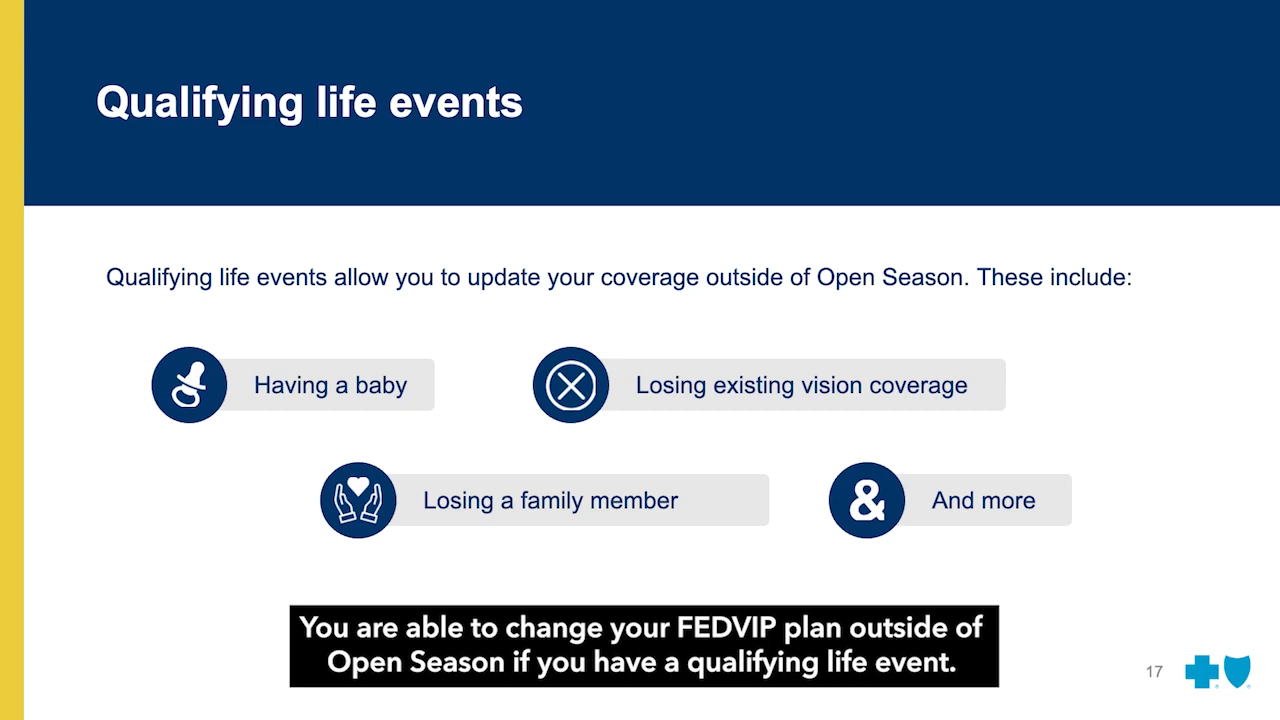 Qualifying life events
Qualifying life events allow you to update your coverage outside of Open Season. These include:
Having a baby
Losing existing vision coverage
Losing a family member
&
And more
You are able to change your FEDVIP plan outside of
Open Season if you have a qualifying life event.
17
® ®